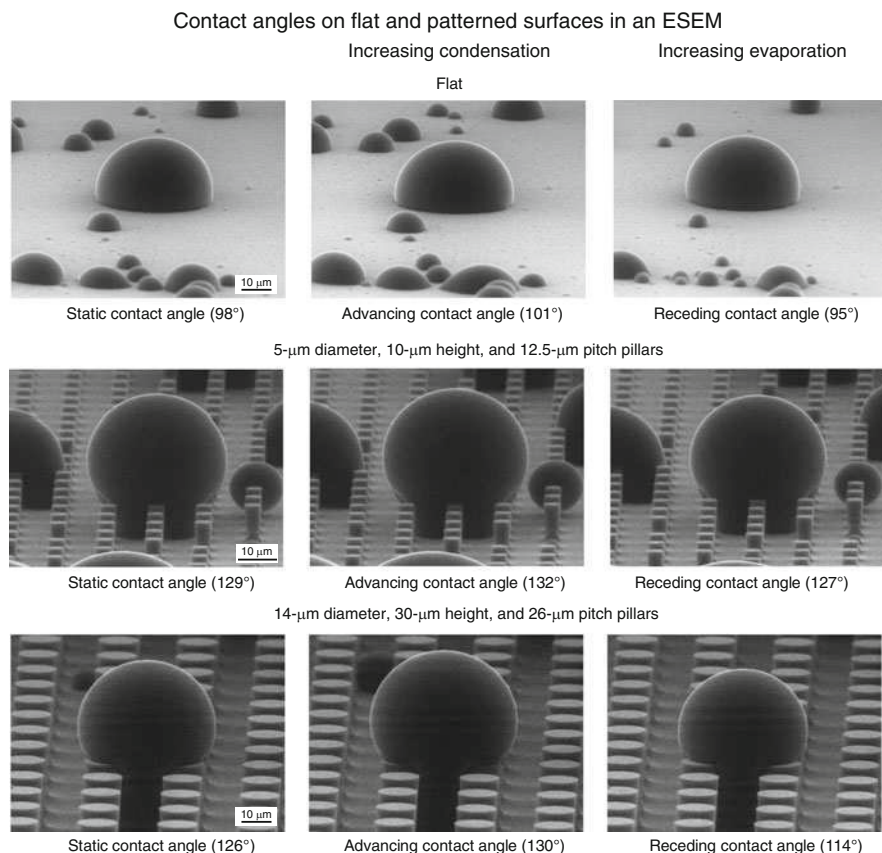 Contact angles on flat and patterned surfaces in an ESEM
Increasing condensation Increasing evaporation
Flat
10 μm
Static contact angle (98°) Advancing contact angle (101°) Receding contact angle (95°)
5-μm diameter, 10-μm height, and 12.5-μm pitch pillars
10 μm
Static contact angle (129°) Advancing contact angle (132°) Receding contact angle (127°)
14-μm diameter, 30-μm height, and 26-μm pitch pillars
10 μm
Static contact angle (126°) Advancing contact angle (130°) Receding contact angle (114°)